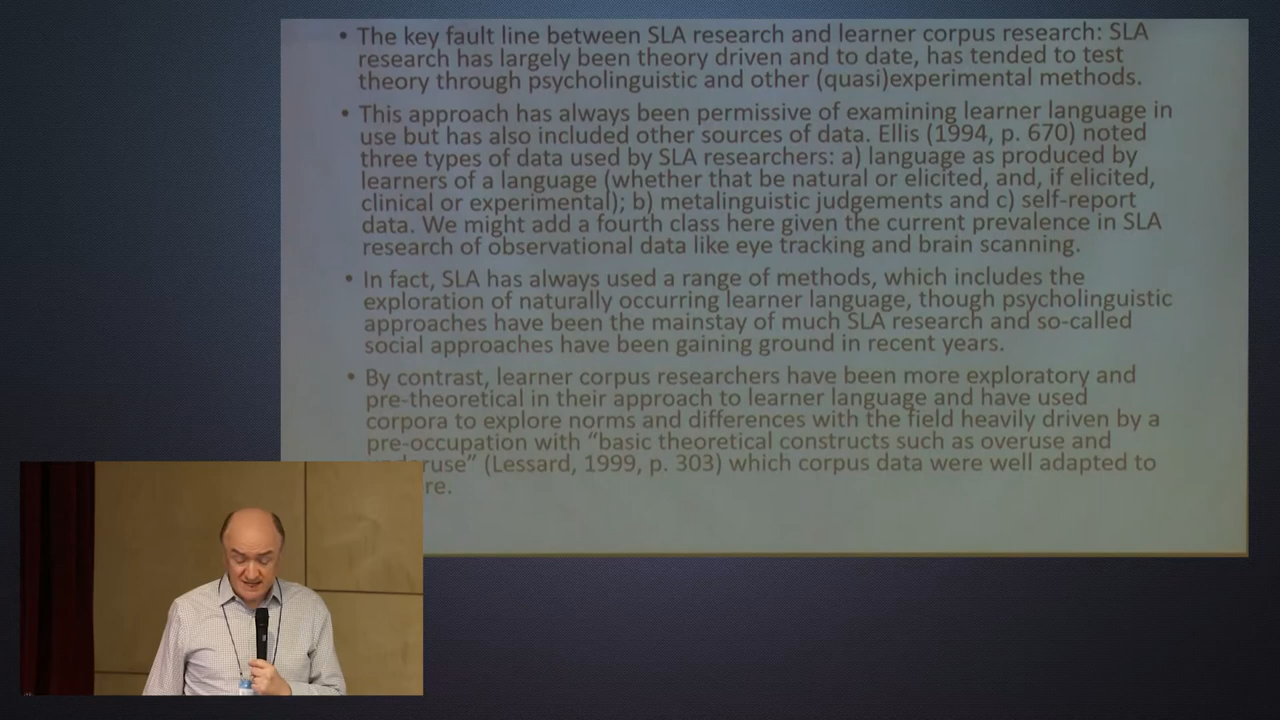 • The key fault line between SLA research and learner corpus research: SLA
research has largely been theory driven and to date, has tended to test
theory through psycholinguistic and other (quasi)experimental methods.
• This approach has always been permissive of examining learner language in
use but has also included other sources of data. Ellis (1994, p. 670) noted
three types of data used by SLA researchers: a) language as produced by
learners of a language (whether that be natural or elicited, and, if elicited,
clinical or experimental); b) metalinguistic judgements and c) self-report
data. We might add a fourth class here given the current prevalence in SLA
research of observational data like eye tracking and brain scanning.
• In fact, SLA has always used a range of methods, which includes the
exploration of naturally occurring learner language, though psycholinguistic
approaches have been the mainstay of much SLA research and so-called
social approaches have been gaining ground in recent years.
• By contrast, learner corpus researchers have been more exploratory and
pre-theoretical in their approach to learner language and have used
corpora to explore norms and differences with the field heavily driven by a
pre-occupation with “basic theoretical constructs such as overuse and
(Lessard, 1999, p. 303) which corpus data were well adapted to